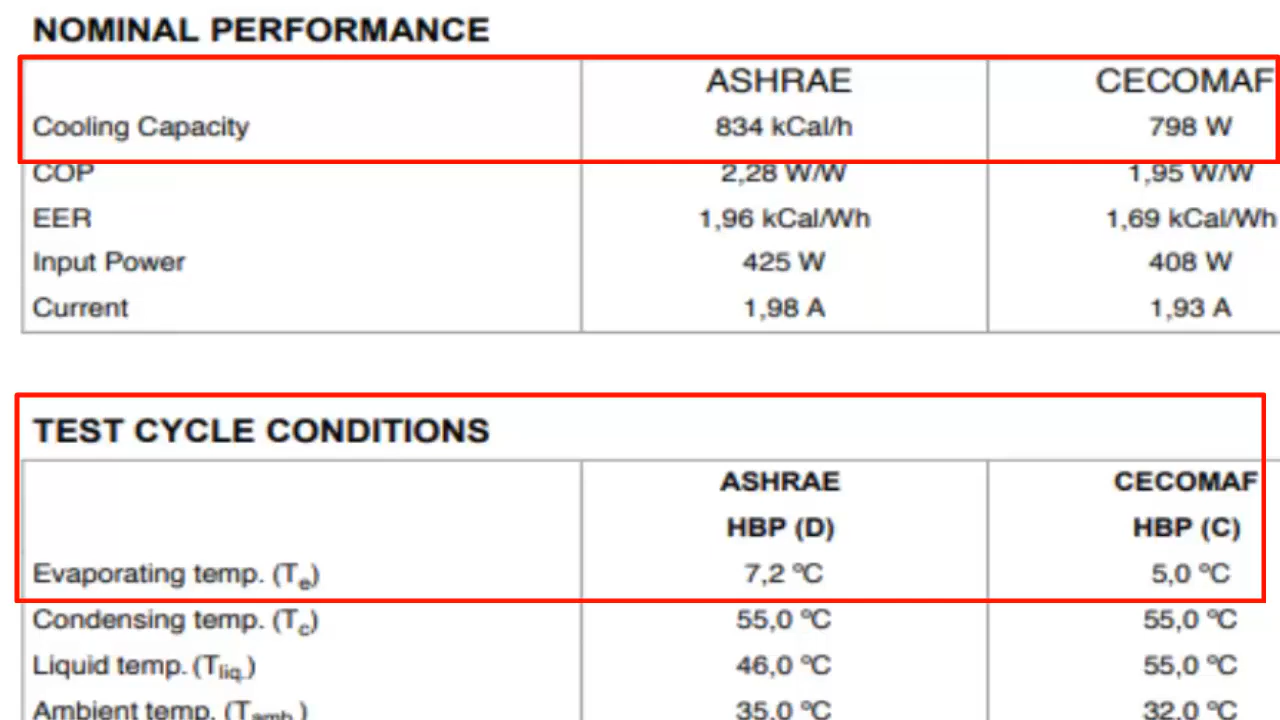 NOMINAL PERFORMANCE
ASHRAE CECOMAF
Cooling Capacity 834 kCal/h 798 W
COP 2,28 W/W 1,95 W/W
EER 1,96 kCal/Wh 1,69 kCal/Wh
Input Power 425 W 408 W
Current 1,98 A 1,93 A
TEST CYCLE CONDITIONS
ASHRAE CECOMAF
HBP (D) HBP (C)
Evaporating temp. (Te) 7,2 ºC 5,0 ºC
Condensing temp. (Tc) 55,0 ºC 55,0 ºC
Liquid temp. (Tliq.) 46,0 ºC 55,0 ºC
Ambient temp. (Tamb.) 35,0 ºC 32,0 ºC